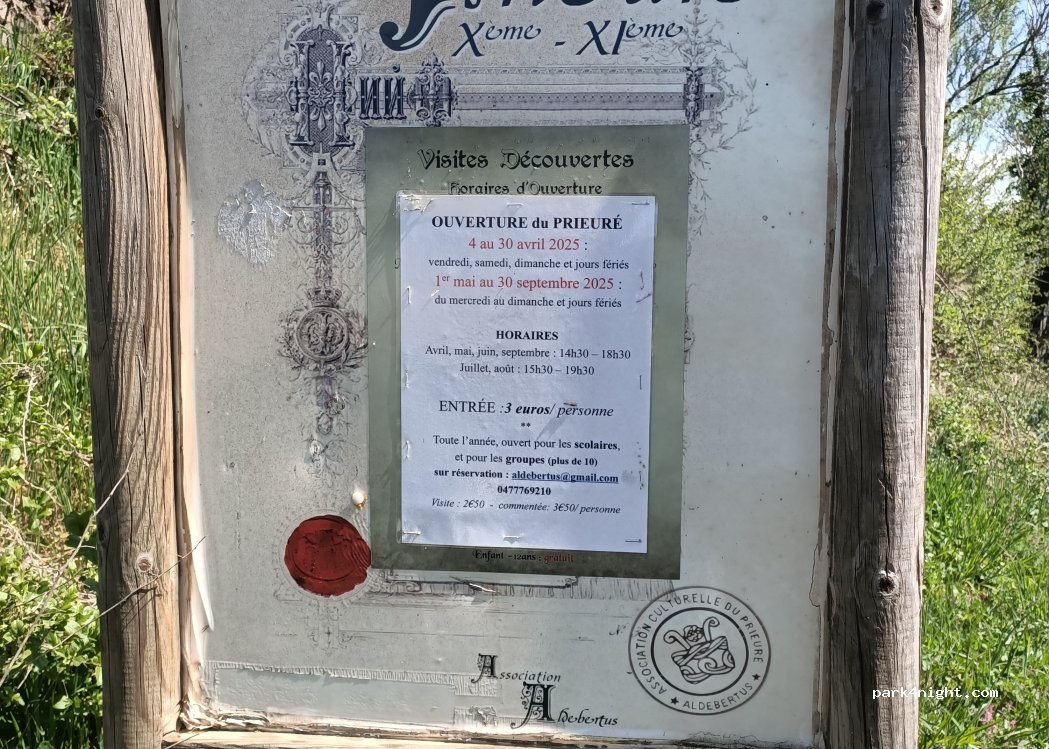 Xème - XIème
Visites Découvertes
Horaires d'Ouverture
OUVERTURE du PRIEURÉ
4 au 30 avril 2025 :
vendredi, samedi, dimanche et jours fériés
1er mai au 30 septembre 2025 :
du mercredi au dimanche et jours fériés
HORAIRES
Avril, mai, juin, septembre : 14h30 – 18h30
Juillet, août : 15h30 – 19h30
ENTRÉE :3 euros/ personne
**
Toute l'année, ouvert pour les scolaires,
et pour les groupes (plus de 10)
sur réservation : aldebertus@gmail.com
0477769210
Visite : 2€50 - commentée: 3€50/ personne
Enfant -12ans : gratuit
ASSOCIATION CULTURELLE DU PRIEURE
★ ALDEBERTUS ★
Association
Aldebertus
park4night.com